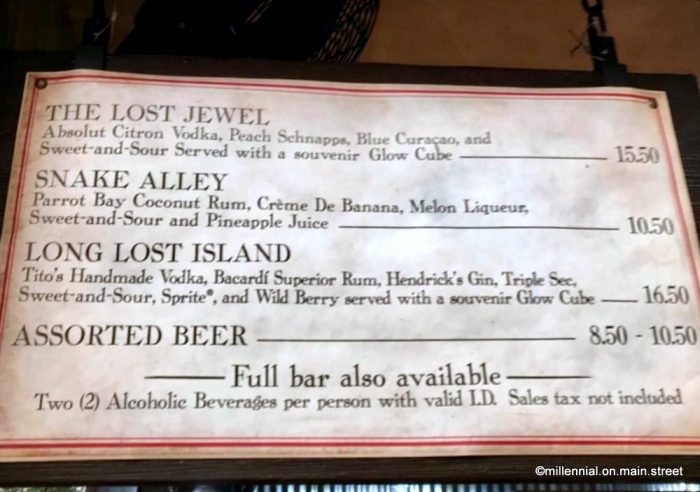 THE LOST JEWEL
Absolut Citron Vodka, Peach Schnapps, Blue Curaçao, and
Sweet-and-Sour Served with a souvenir Glow Cube 15.50
SNAKE ALLEY
Parrot Bay Coconut Rum, Crème De Banana, Melon Liqueur,
Sweet-and-Sour and Pineapple Juice 10.50
LONG LOST ISLAND
Tito's Handmade Vodka, Bacardí Superior Rum, Hendrick's Gin, Triple Sec,
Sweet-and-Sour, Sprite®, and Wild Berry served with a souvenir Glow Cube 16.50
ASSORTED BEER 8.50 - 10.50
Full bar also available
Two (2) Alcoholic Beverages per person with valid I.D. Sales tax not included
©millennial.on.main.street